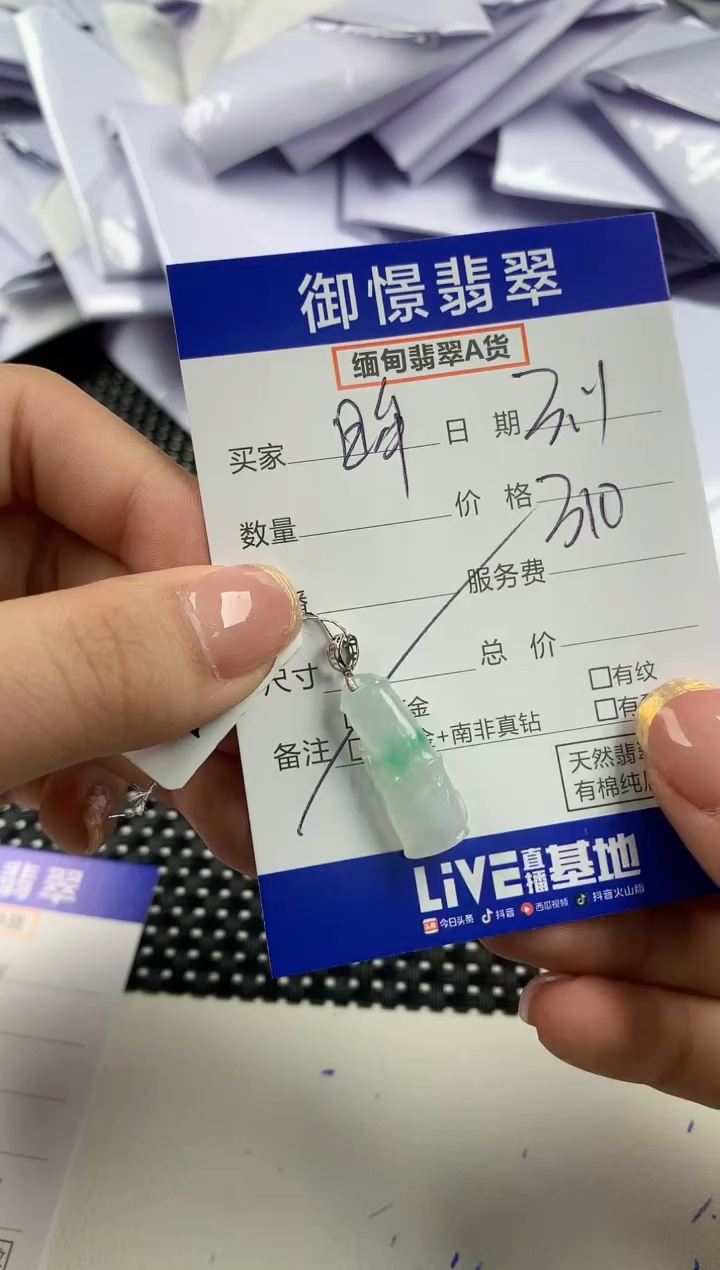 御憬翡翠
缅甸翡翠A货
买家 日期
数量 价格 310
服务费
尺寸 总价
有纹
金 有
备注 金+南非真钻
天然翡
有棉纯
LiVE直播基地
今日头条 抖音 西瓜视频 抖音火山版
翡翠